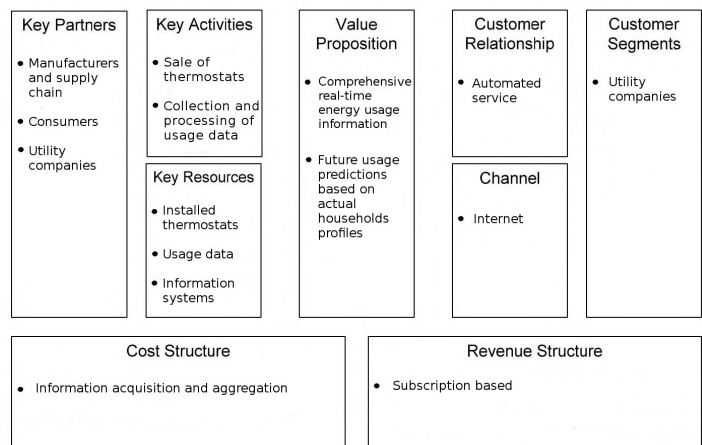 Key Partners
• Manufacturers
and supply
chain
• Consumers
• Utility
companies
Key Activities
• Sale of
thermostats
• Collection and
processing of
usage data
Key Resources
• Installed
thermostats
• Usage data
• Information
systems
Value
Proposition
• Comprehensive
real-time
energy usage
information
• Future usage
predictions
based on
actual
households
profiles
Customer
Relationship
• Automated
service
Channel
• Internet
Customer
Segments
• Utility
companies
Cost Structure
• Information acquisition and aggregation
Revenue Structure
• Subscription based